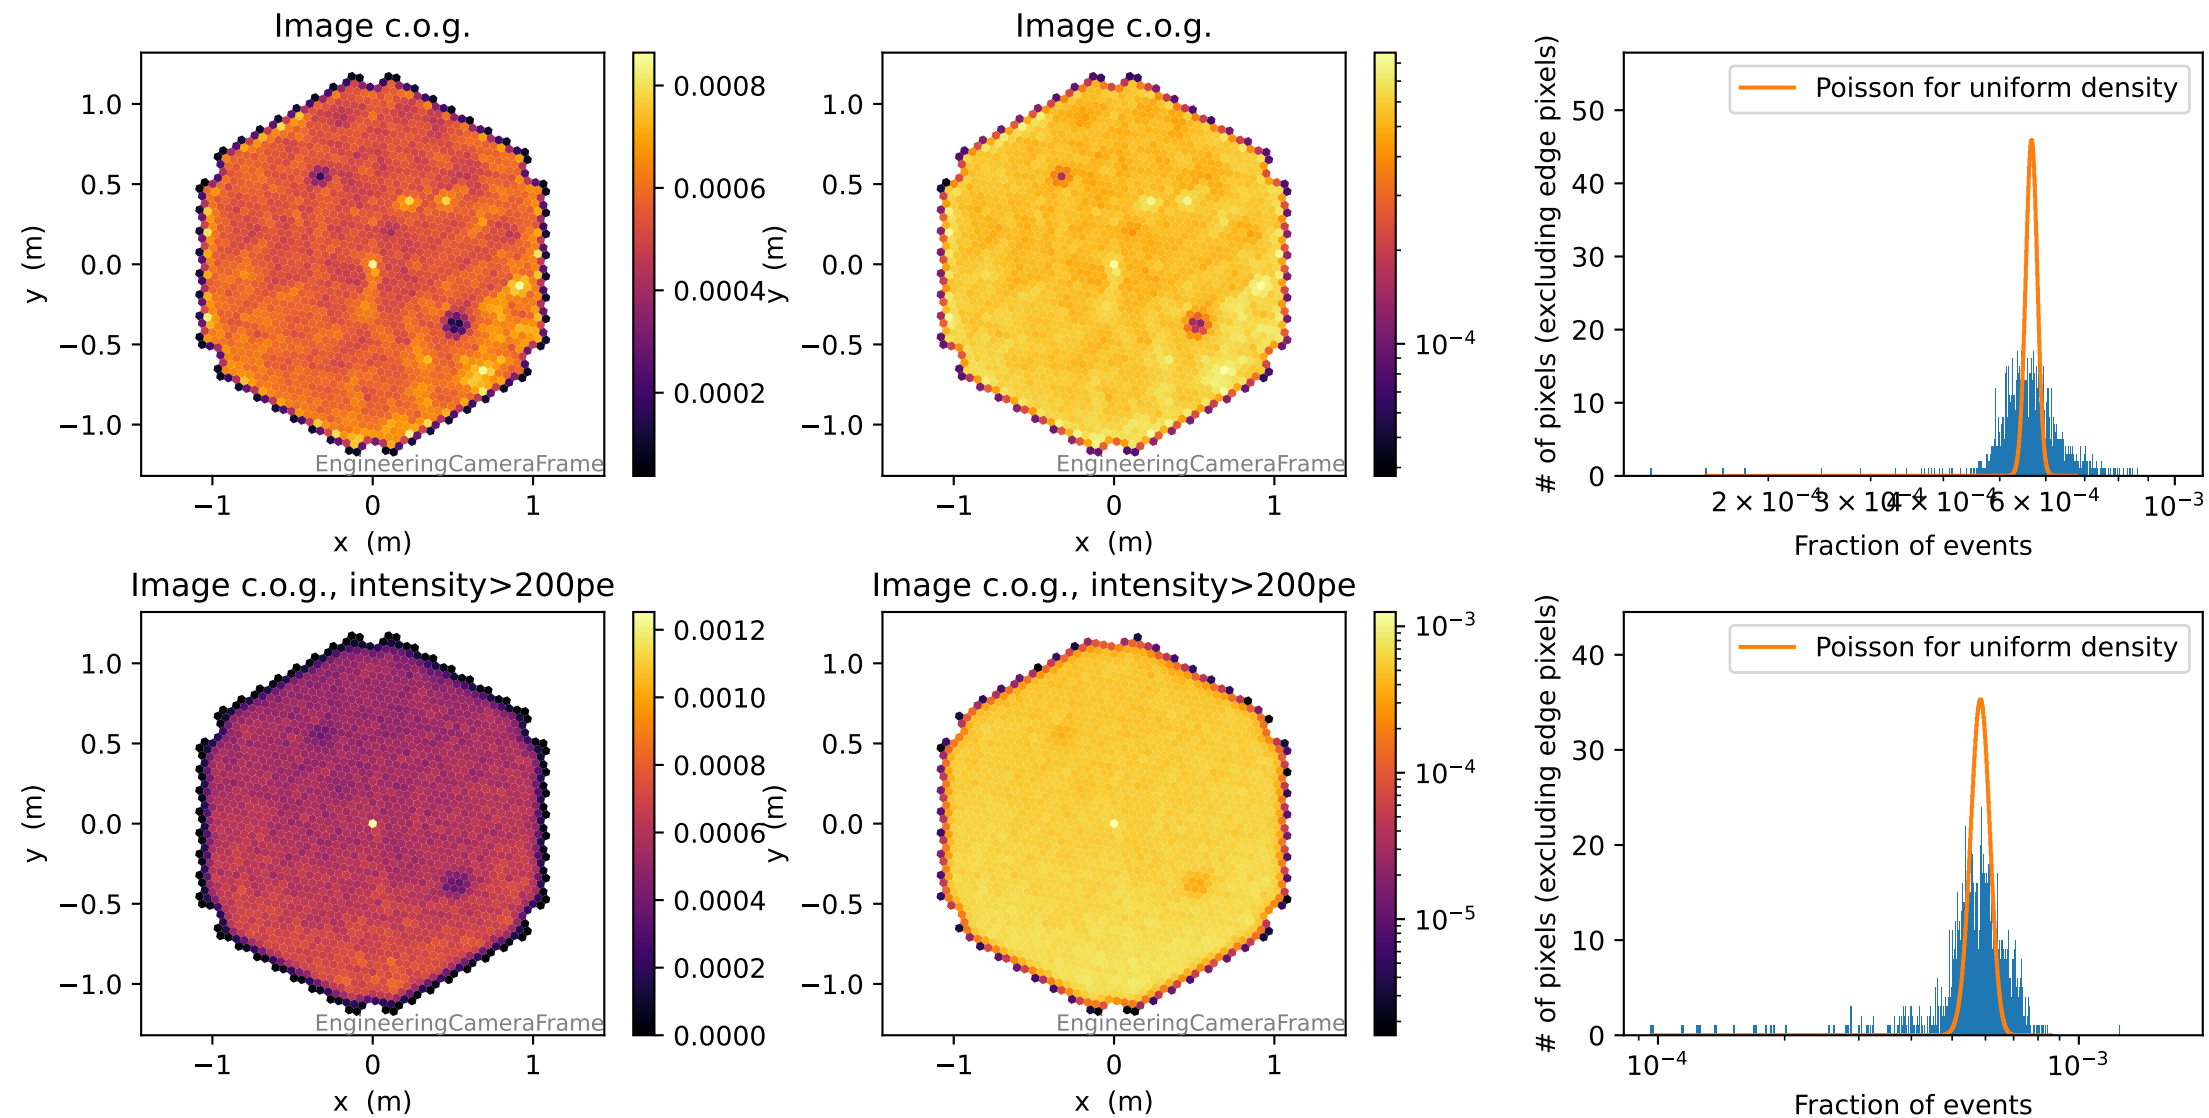 Image c.o.g.
1.0
0.5
0.0
−0.5
−1.0
y (m)
−1
0
1
x (m)
EngineeringCameraFrame
0.0008
0.0006
0.0004
0.0002
Image c.o.g.
1.0
0.5
0.0
−0.5
−1.0
y (m)
−1
0
1
x (m)
EngineeringCameraFrame
10⁻⁴
# of pixels (excluding edge pixels)
50
40
30
20
10
0
Poisson for uniform density
2 × 10⁻⁴
3 × 10⁻⁴
4 × 10⁻⁴
6 × 10⁻⁴
10⁻³
Fraction of events
Image c.o.g., intensity>200pe
1.0
0.5
0.0
−0.5
−1.0
y (m)
−1
0
1
x (m)
EngineeringCameraFrame
0.0012
0.0010
0.0008
0.0006
0.0004
0.0002
0.0000
Image c.o.g., intensity>200pe
1.0
0.5
0.0
−0.5
−1.0
y (m)
−1
0
1
x (m)
EngineeringCameraFrame
10⁻³
10⁻⁴
10⁻⁵
# of pixels (excluding edge pixels)
40
30
20
10
0
Poisson for uniform density
10⁻⁴
10⁻³
Fraction of events